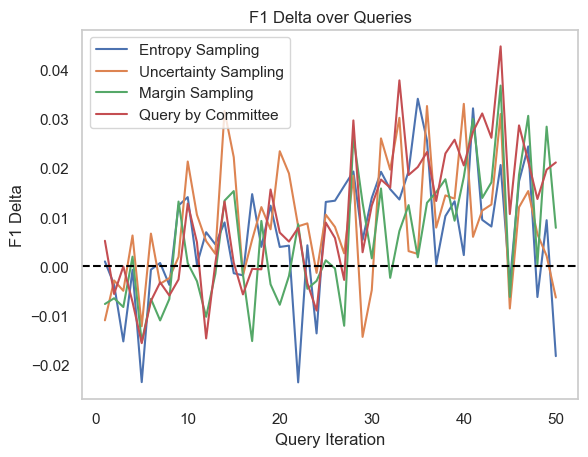 F1 Delta over Queries
Entropy Sampling
Uncertainty Sampling
Margin Sampling
Query by Committee
F1 Delta
0.04
0.03
0.02
0.01
0.00
−0.01
−0.02
0 10 20 30 40 50
Query Iteration